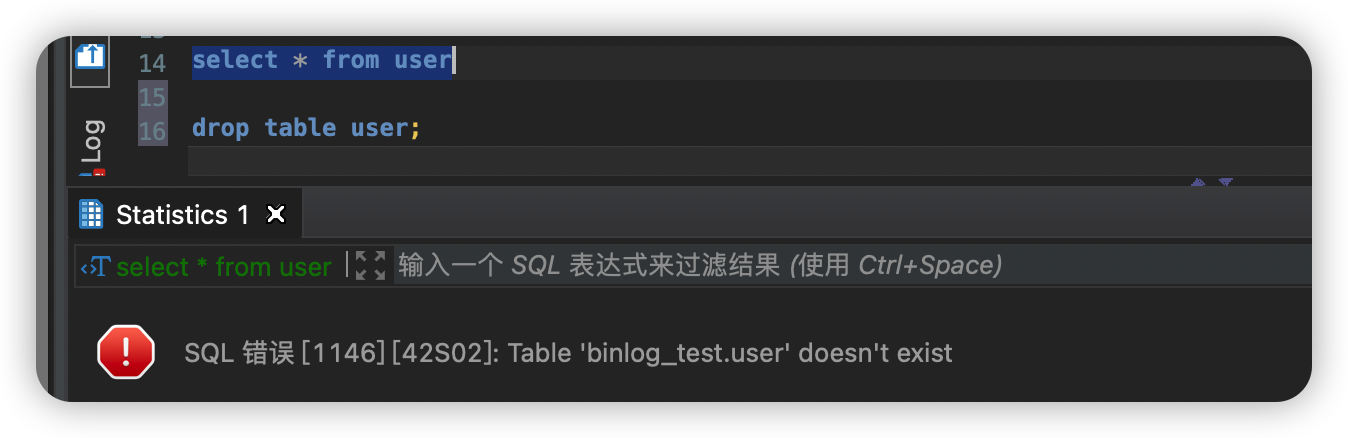 14 select * from user
15
16 drop table user;
Log
Statistics 1
select * from user 输入一个 SQL 表达式来过滤结果 (使用 Ctrl+Space)
SQL 错误 [1146] [42S02]: Table 'binlog_test.user' doesn't exist